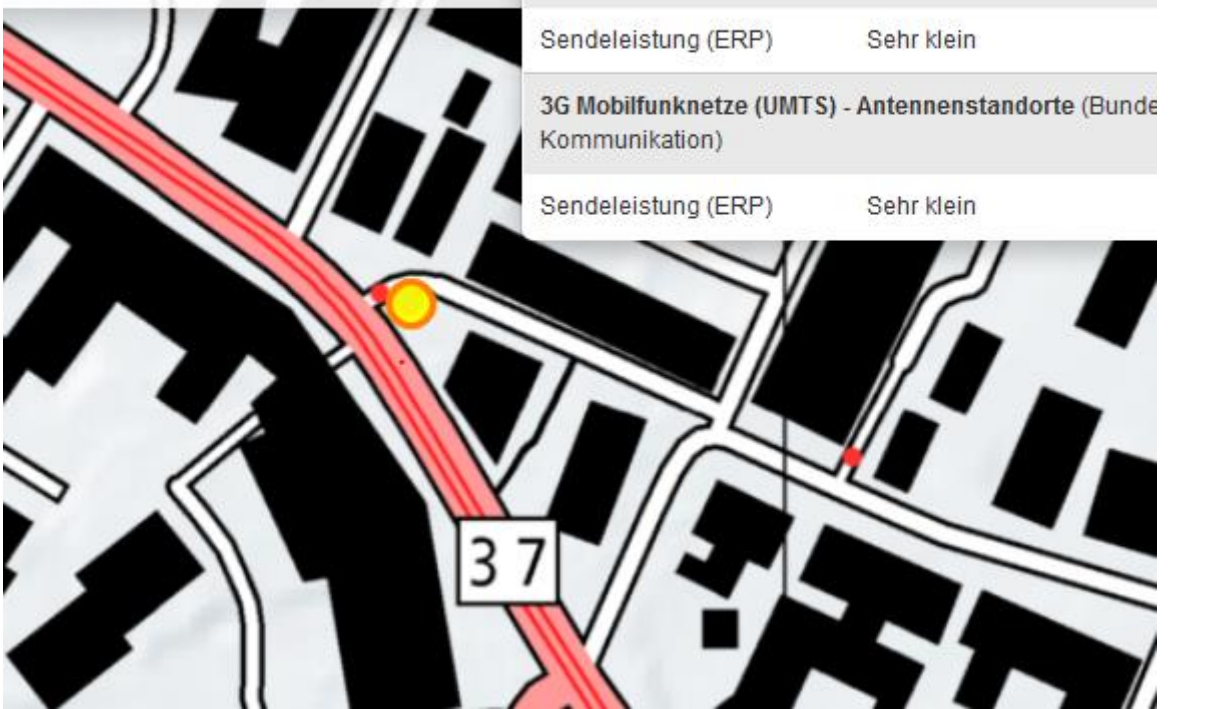 Sendeleistung (ERP) Sehr klein
3G Mobilfunknetze (UMTS) - Antennenstandorte (Bunde
Kommunikation)
Sendeleistung (ERP) Sehr klein
37